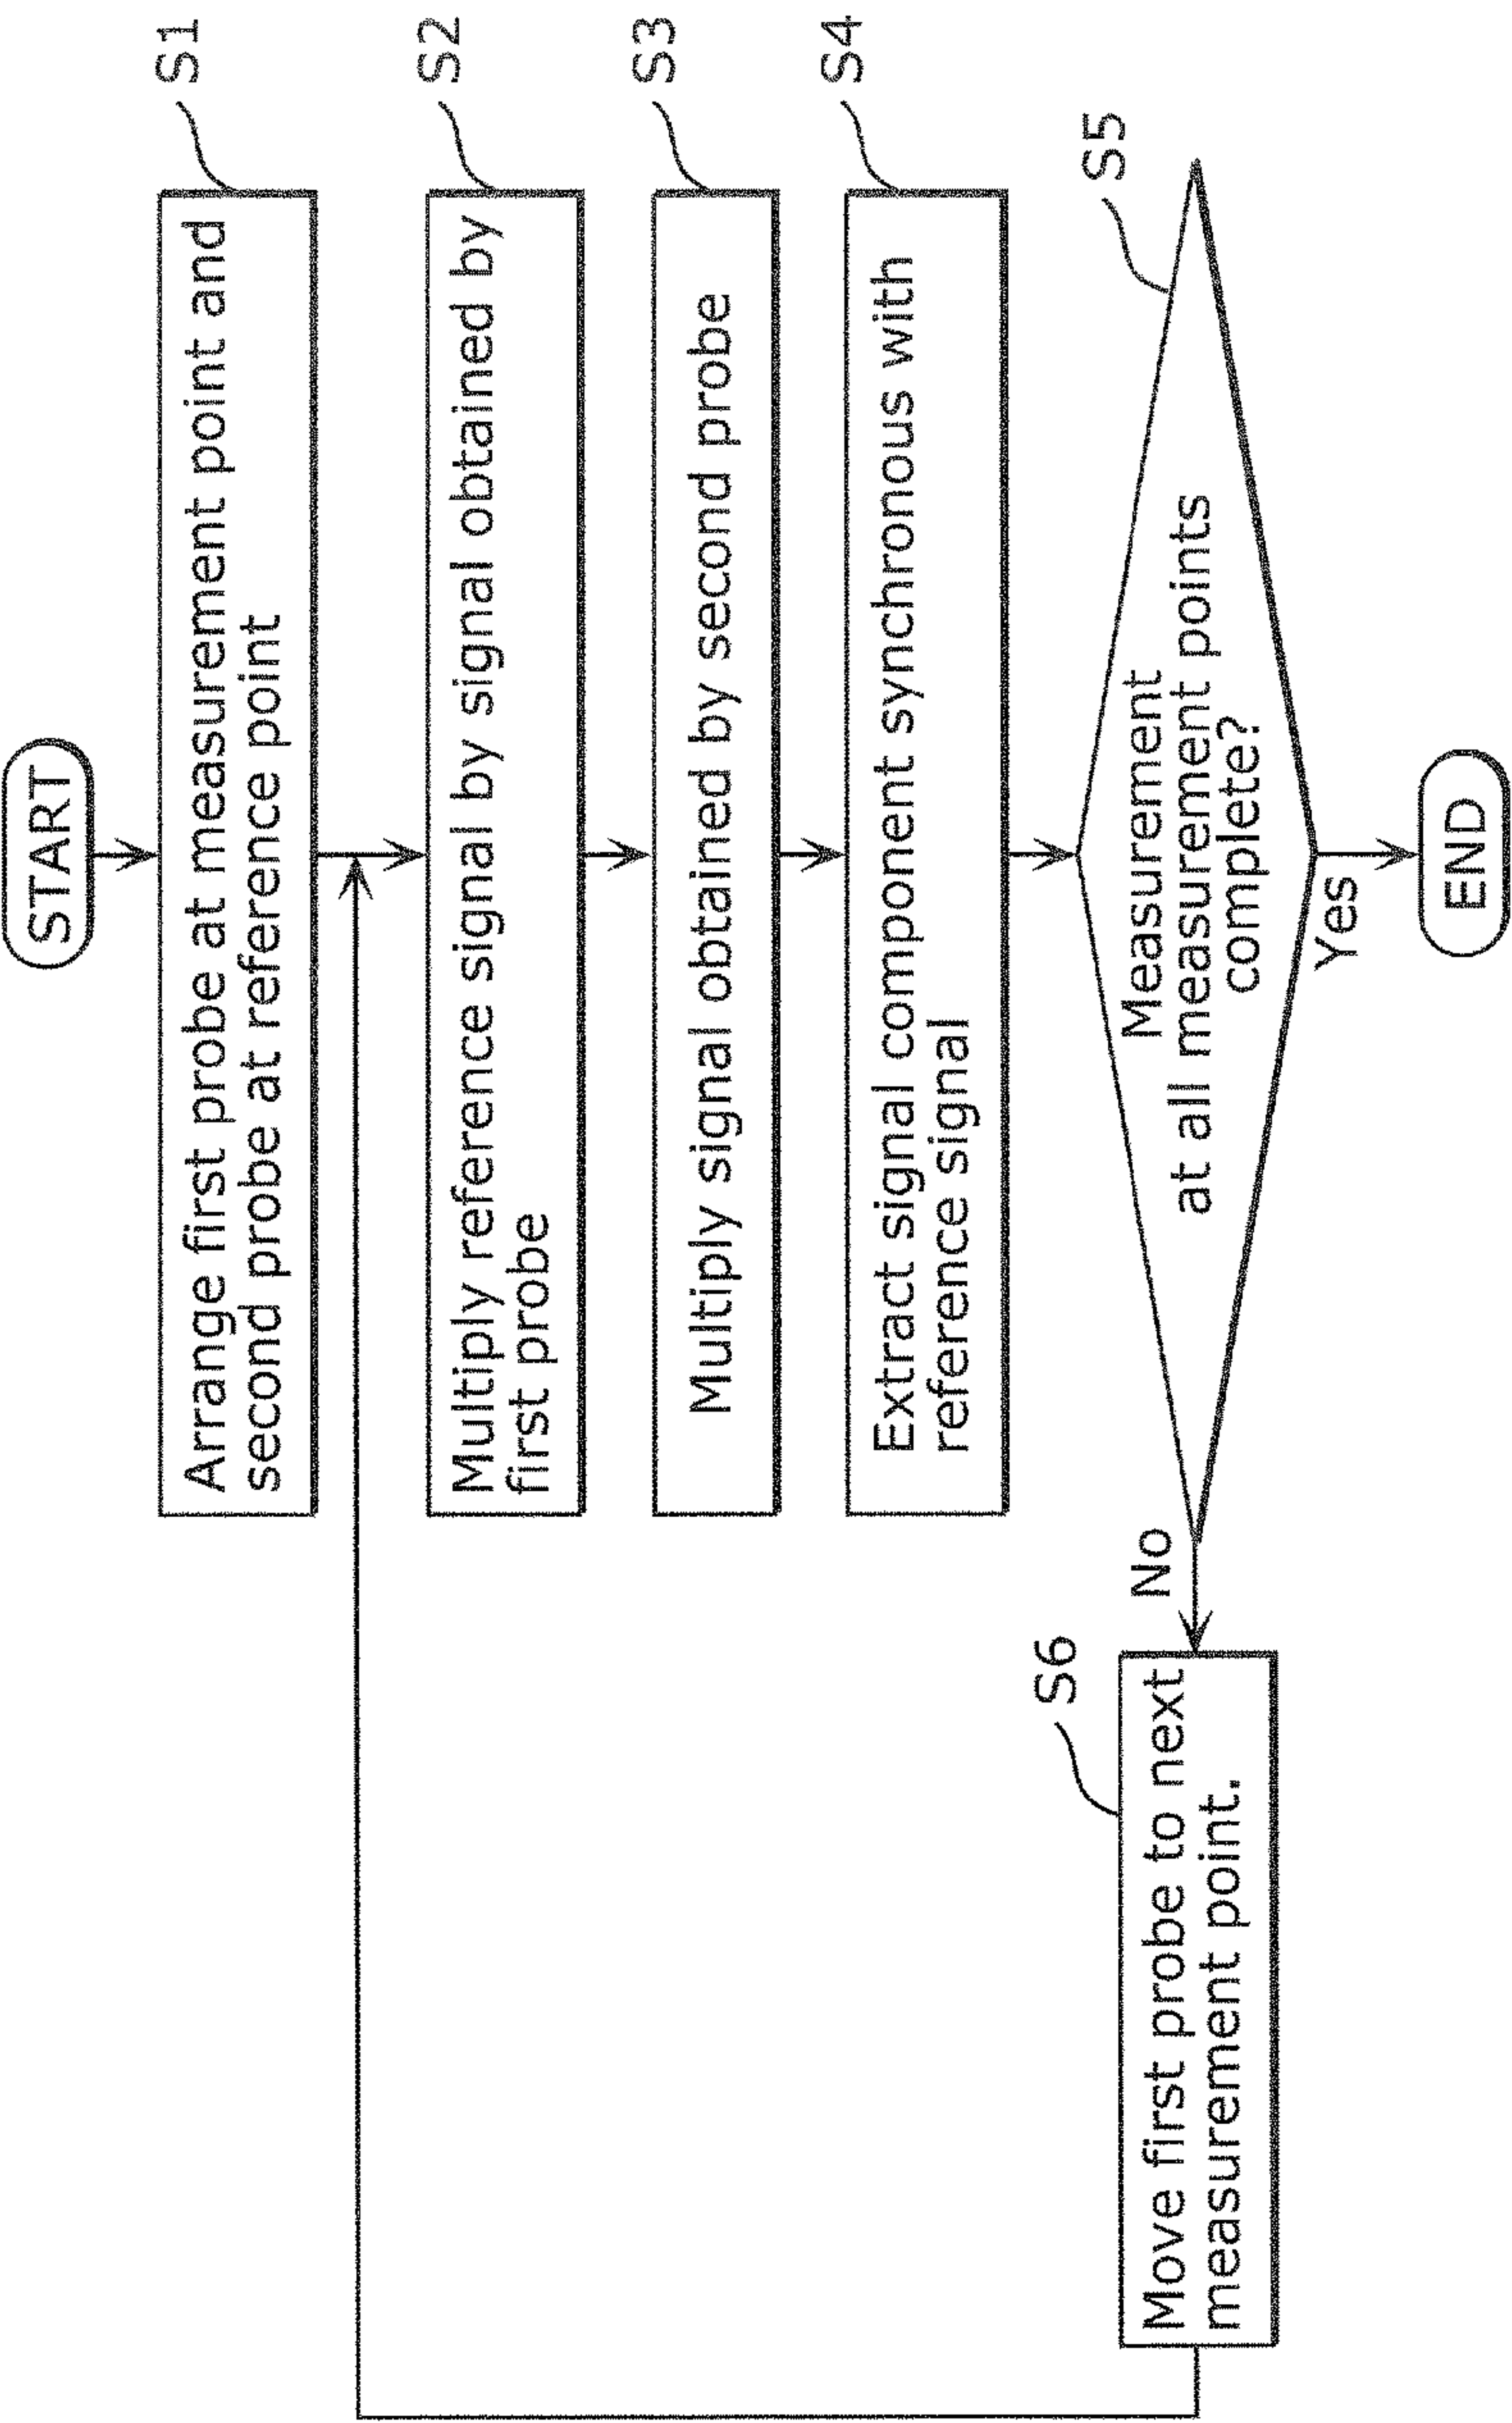 START
S1
Arrange first probe at measurement point and
second probe at reference point
S2
Multiply reference signal by signal obtained by
first probe
S3
Multiply signal obtained by second probe
S4
Extract signal component synchronous with
reference signal
S5
Measurement
at all measurement points
complete?
No
Yes
S6
Move first probe to next
measurement point.
END